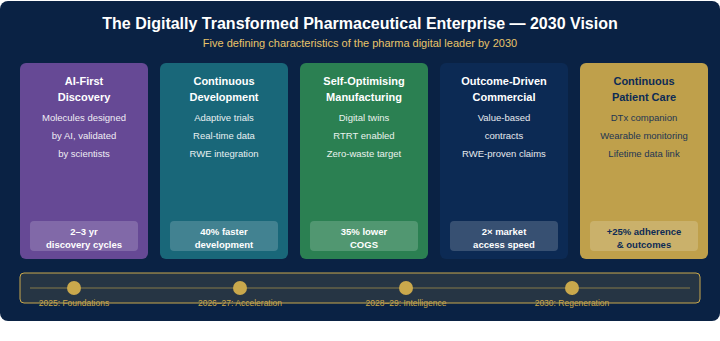 The Digitally Transformed Pharmaceutical Enterprise — 2030 Vision
Five defining characteristics of the pharma digital leader by 2030
AI-First
Discovery
Molecules designed
by AI, validated
by scientists
2–3 yr
discovery cycles
Continuous
Development
Adaptive trials
Real-time data
RWE integration
40% faster
development
Self-Optimising
Manufacturing
Digital twins
RTRT enabled
Zero-waste target
35% lower
COGS
Outcome-Driven
Commercial
Value-based
contracts
RWE-proven claims
2× market
access speed
Continuous
Patient Care
DTx companion
Wearable monitoring
Lifetime data link
+25% adherence
& outcomes
2025: Foundations
2026–27: Acceleration
2028–29: Intelligence
2030: Regeneration